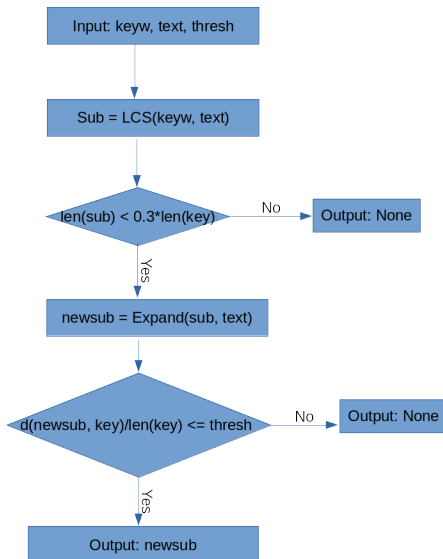 Input: keyw, text, thresh
Sub = LCS(keyw, text)
len(sub) < 0.3*len(key)
No
Output: None
Yes
newsub = Expand(sub, text)
d(newsub, key)/len(key) <= thresh
No
Output: None
Yes
Output: newsub